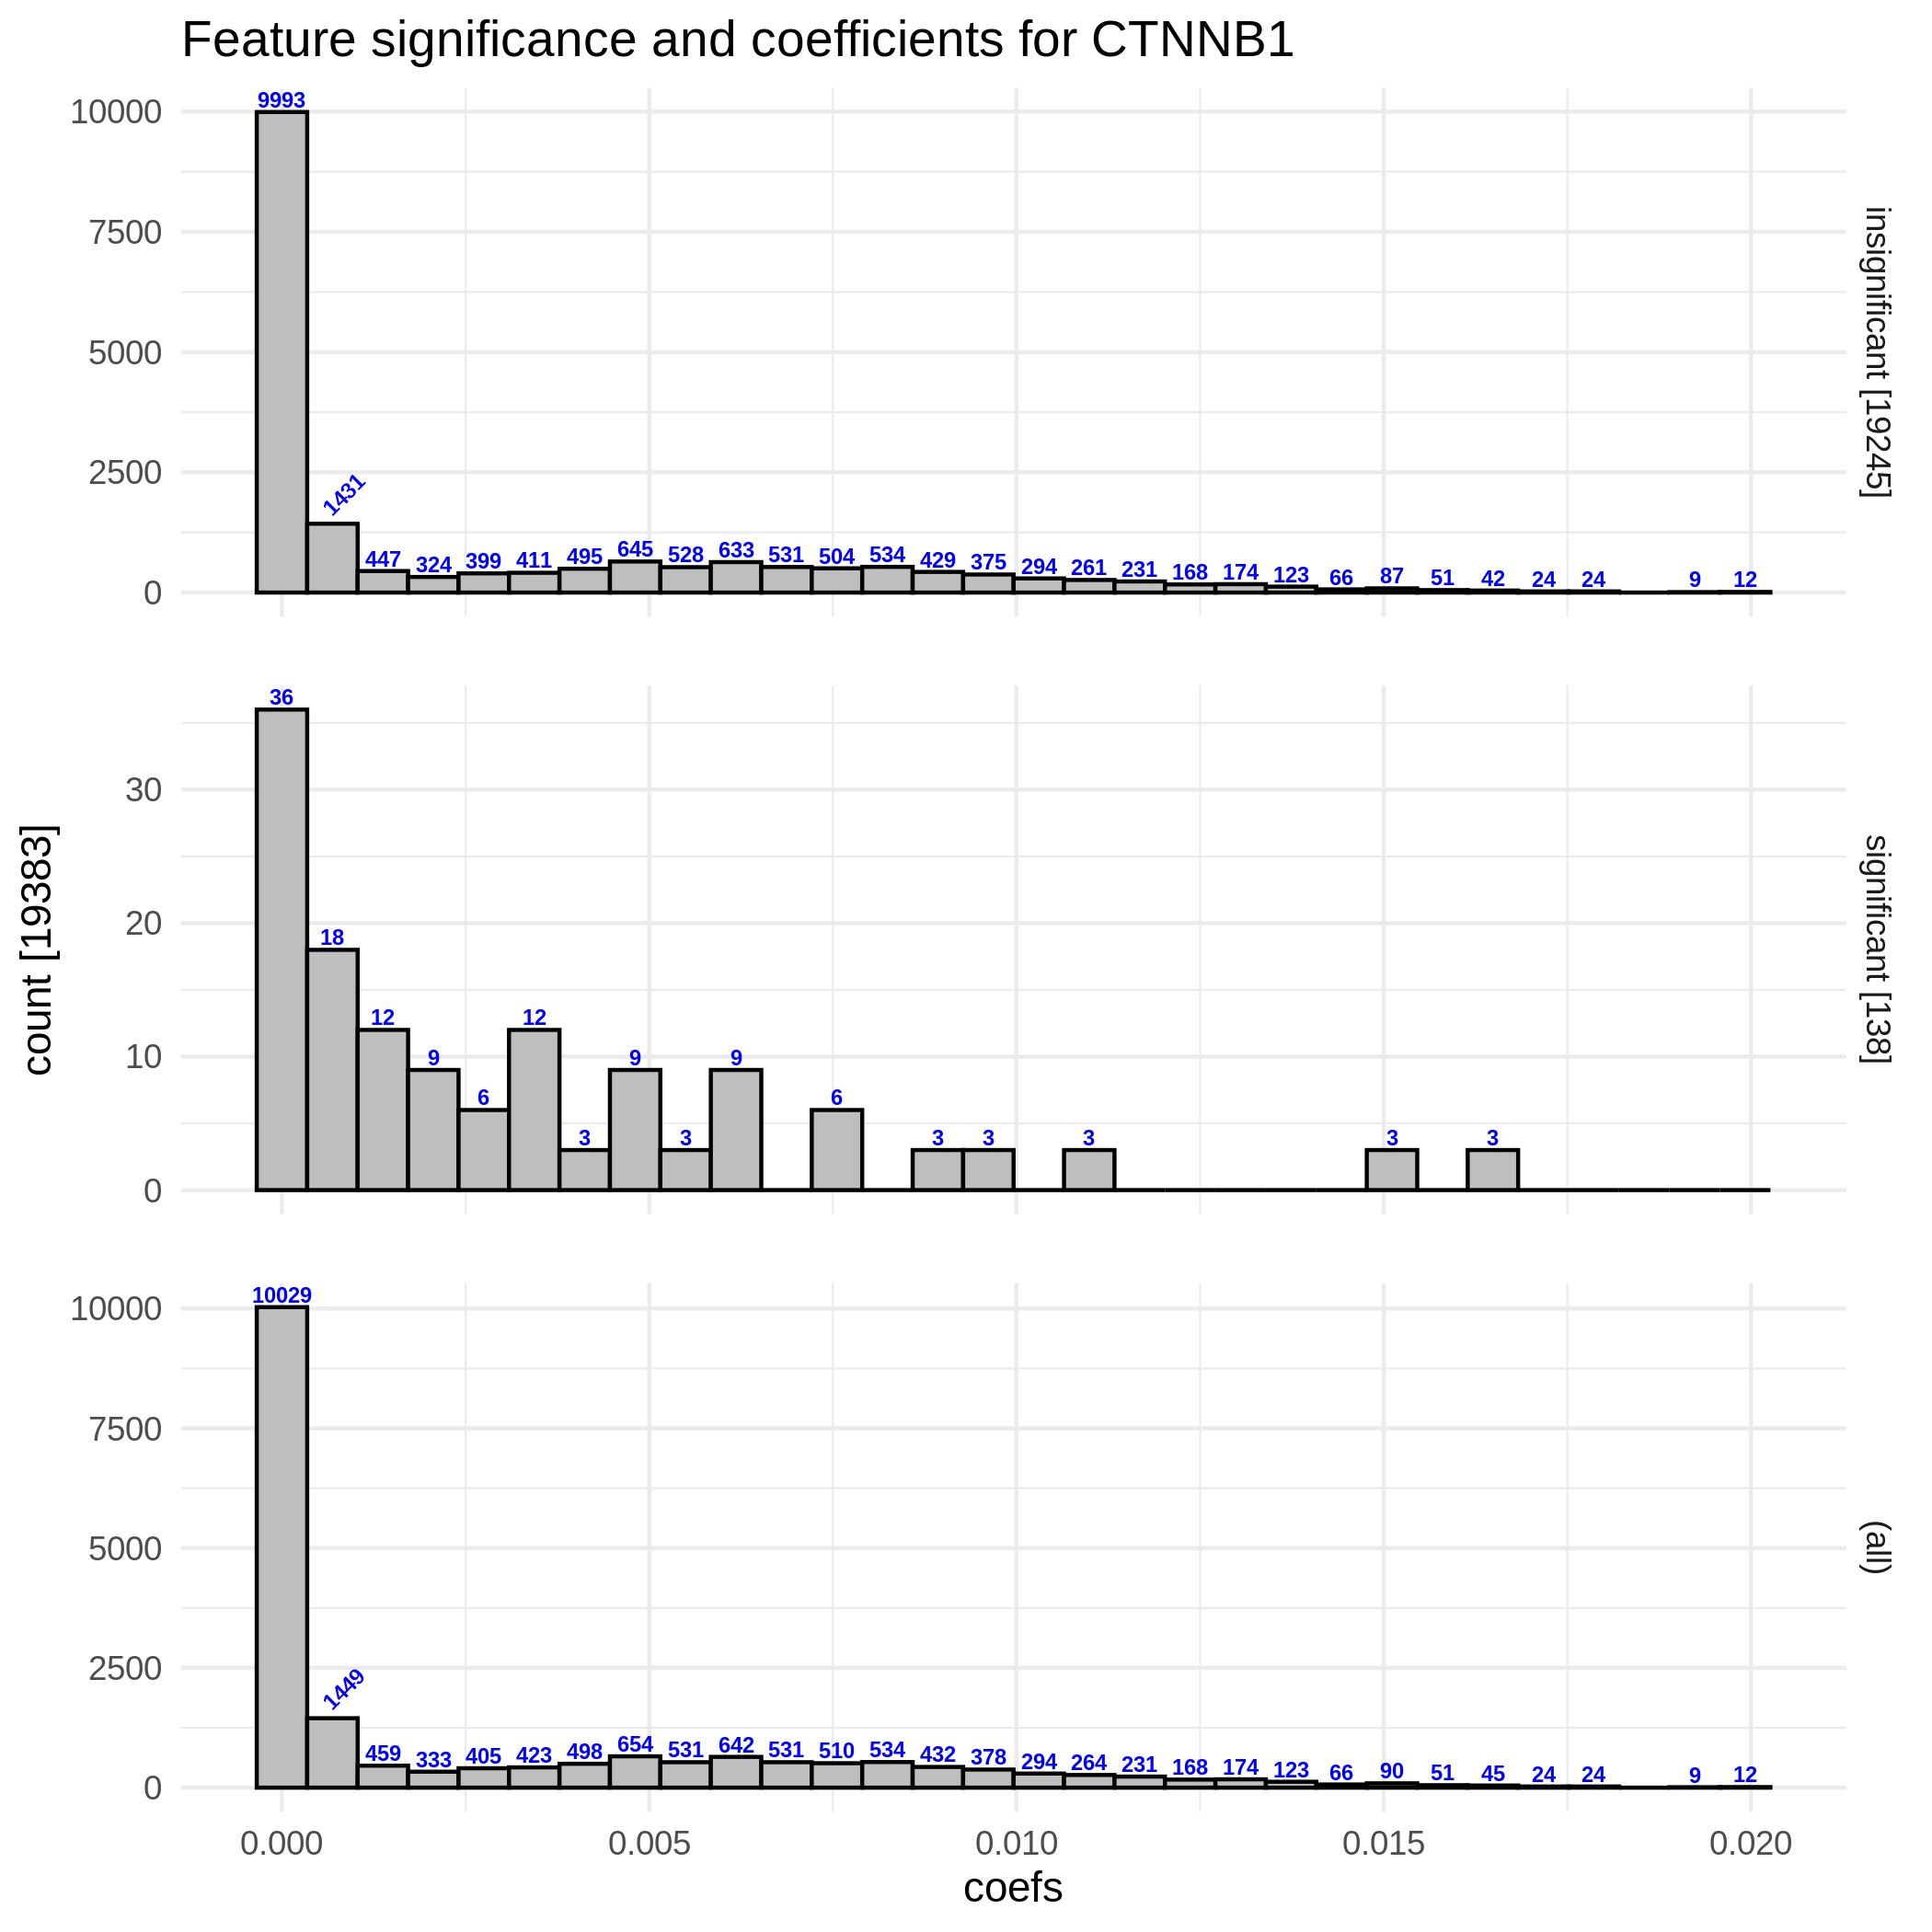 Feature significance and coefficients for CTNNB1
10000
7500
5000
2500
0
9993
1431
447 324 399 411 495 645 528 633 531 504 534 429 375 294 261 231 168 174 123 66 87 51 42 24 24 9 12
insignificant [19245]
count [19383]
30
20
10
0
36
18
12
9
6
12
3
9
3
9
6
3 3 3 3 3
significant [138]
10000
7500
5000
2500
0
10029
1449
459 333 405 423 498 654 531 642 531 510 534 432 378 294 264 231 168 174 123 66 90 51 45 24 24 9 12
(all)
0.000 0.005 0.010 0.015 0.020
coefs